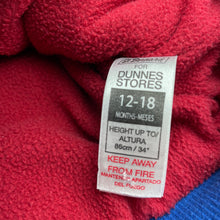 FOR
DUNNES
STORES
12-18
MONTHS-MESES
HEIGHT UP TO/
ALTURA
86cm/ 34"
KEEP AWAY
FROM FIRE
MANTENER APARTADO
DEL FUEGO